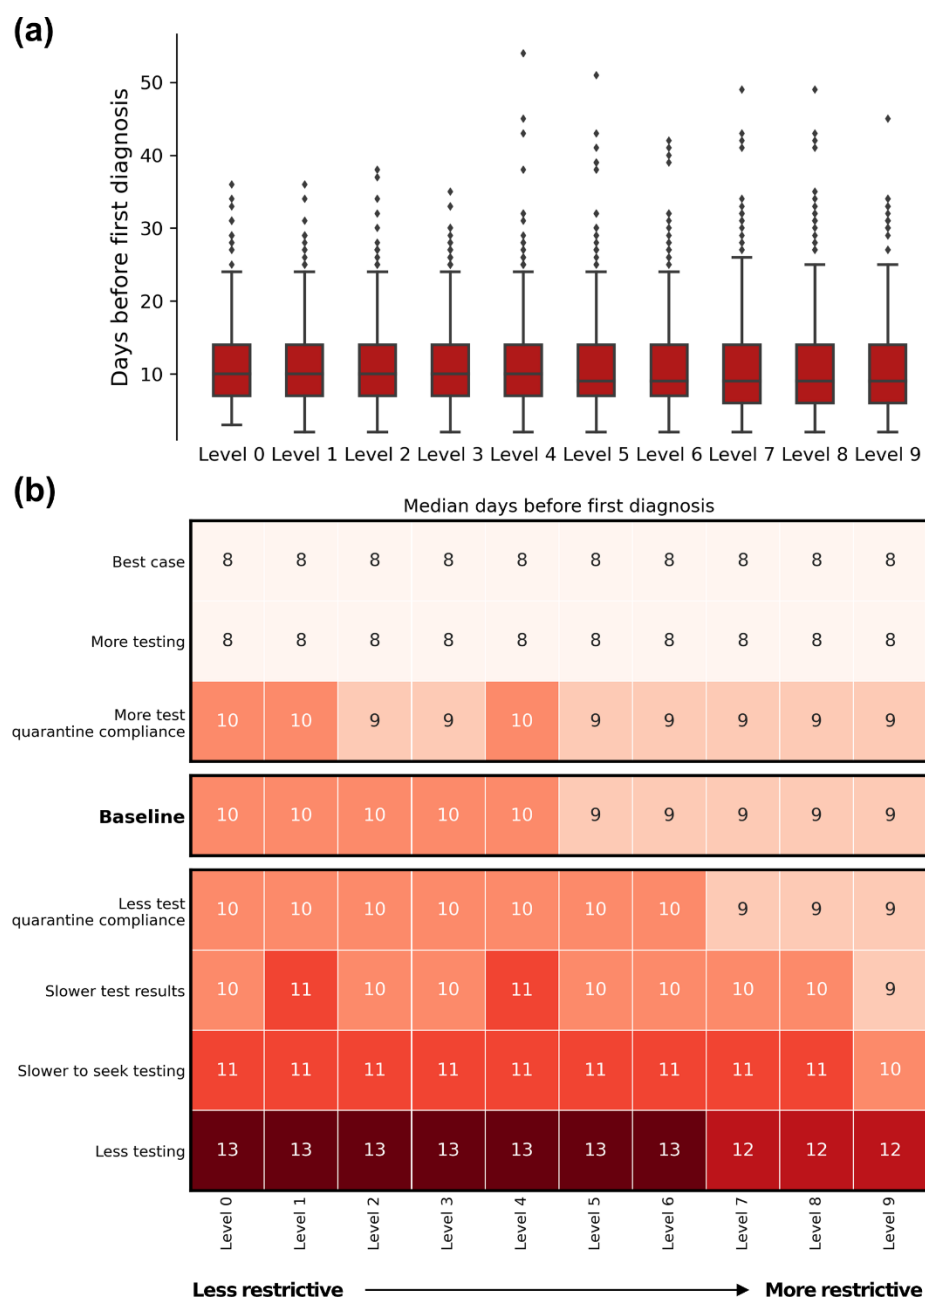 (a)
Days before first diagnosis
50
40
30
20
10
Level 0 Level 1 Level 2 Level 3 Level 4 Level 5 Level 6 Level 7 Level 8 Level 9
(b)
Median days before first diagnosis
Best case 8 8 8 8 8 8 8 8 8 8
More testing 8 8 8 8 8 8 8 8 8 8
More test
quarantine compliance 10 10 9 9 10 9 9 9 9 9
Baseline 10 10 10 10 10 9 9 9 9 9
Less test
quarantine compliance 10 10 10 10 10 10 10 9 9 9
Slower test results 10 11 10 10 11 10 10 10 10 9
Slower to seek testing 11 11 11 11 11 11 11 11 11 10
Less testing 13 13 13 13 13 13 13 12 12 12
Level 0
Level 1
Level 2
Level 3
Level 4
Level 5
Level 6
Level 7
Level 8
Level 9
Less restrictive More restrictive